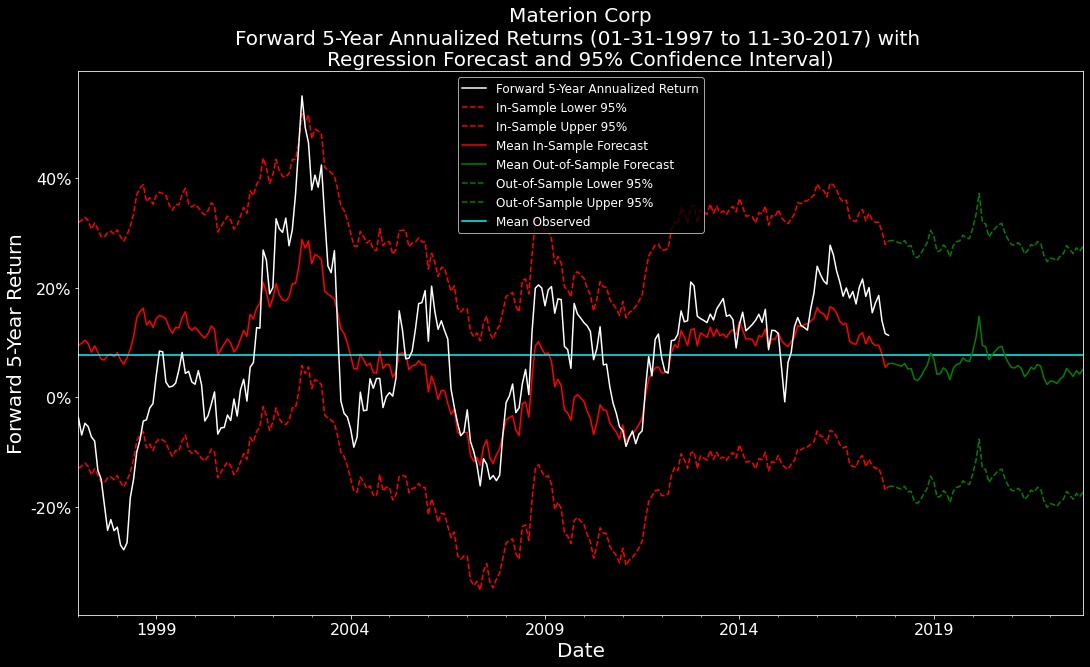 Materion Corp
Forward 5-Year Annualized Returns (01-31-1997 to 11-30-2017) with
Regression Forecast and 95% Confidence Interval)
Forward 5-Year Annualized Return
In-Sample Lower 95%
In-Sample Upper 95%
Mean In-Sample Forecast
Mean Out-of-Sample Forecast
Out-of-Sample Lower 95%
Out-of-Sample Upper 95%
Mean Observed
Forward 5-Year Return
40%
20%
0%
-20%
1999 2004 2009 2014 2019
Date